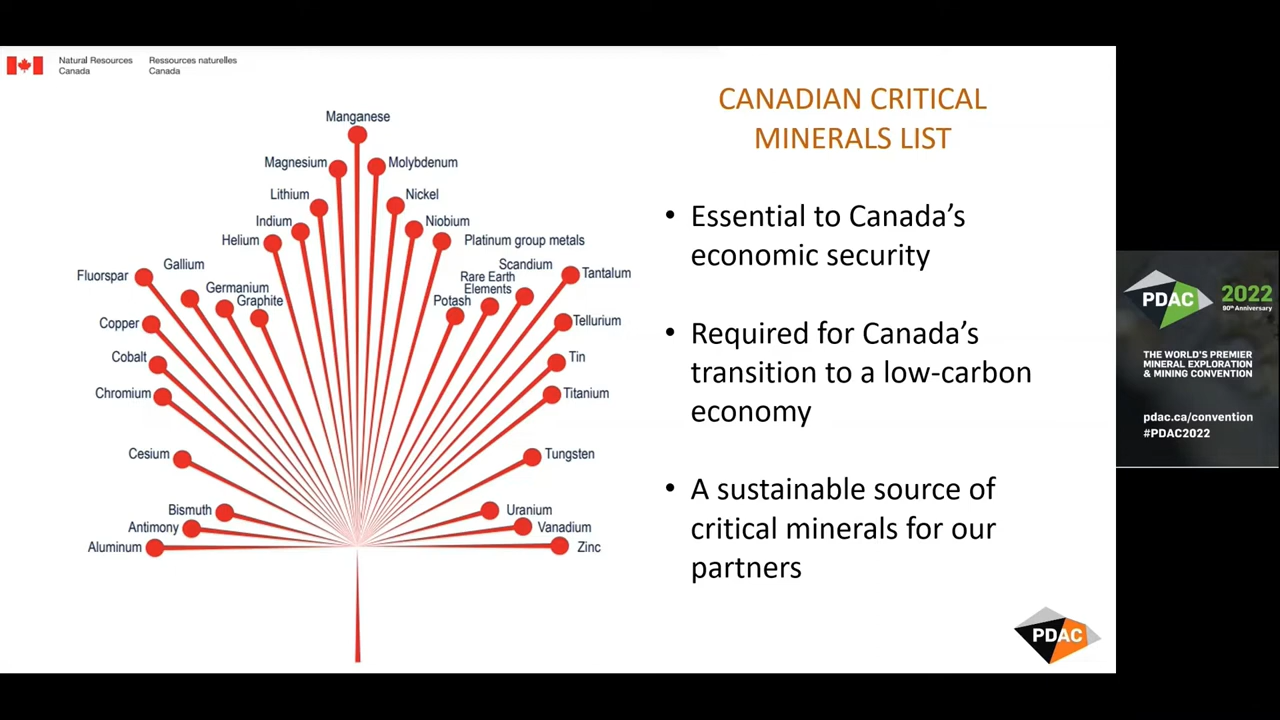 Natural Resources Canada
Ressources naturelles Canada
CANADIAN CRITICAL
MINERALS LIST
Manganese
Magnesium
Molybdenum
Lithium
Nickel
Indium
Niobium
Helium
Platinum group metals
Fluorspar
Gallium
Germanium
Graphite
Scandium
Rare Earth
Elements
Potash
Tantalum
Copper
Tellurium
Cobalt
Tin
Chromium
Titanium
Cesium
Tungsten
Bismuth
Uranium
Antimony
Vanadium
Aluminum
Zinc
• Essential to Canada’s
economic security
• Required for Canada’s
transition to a low-carbon
economy
• A sustainable source of
critical minerals for our
partners
PDAC
PDAC 2022
90th Anniversary
THE WORLD'S PREMIER
MINERAL EXPLORATION
& MINING CONVENTION
pdac.ca/convention
#PDAC2022